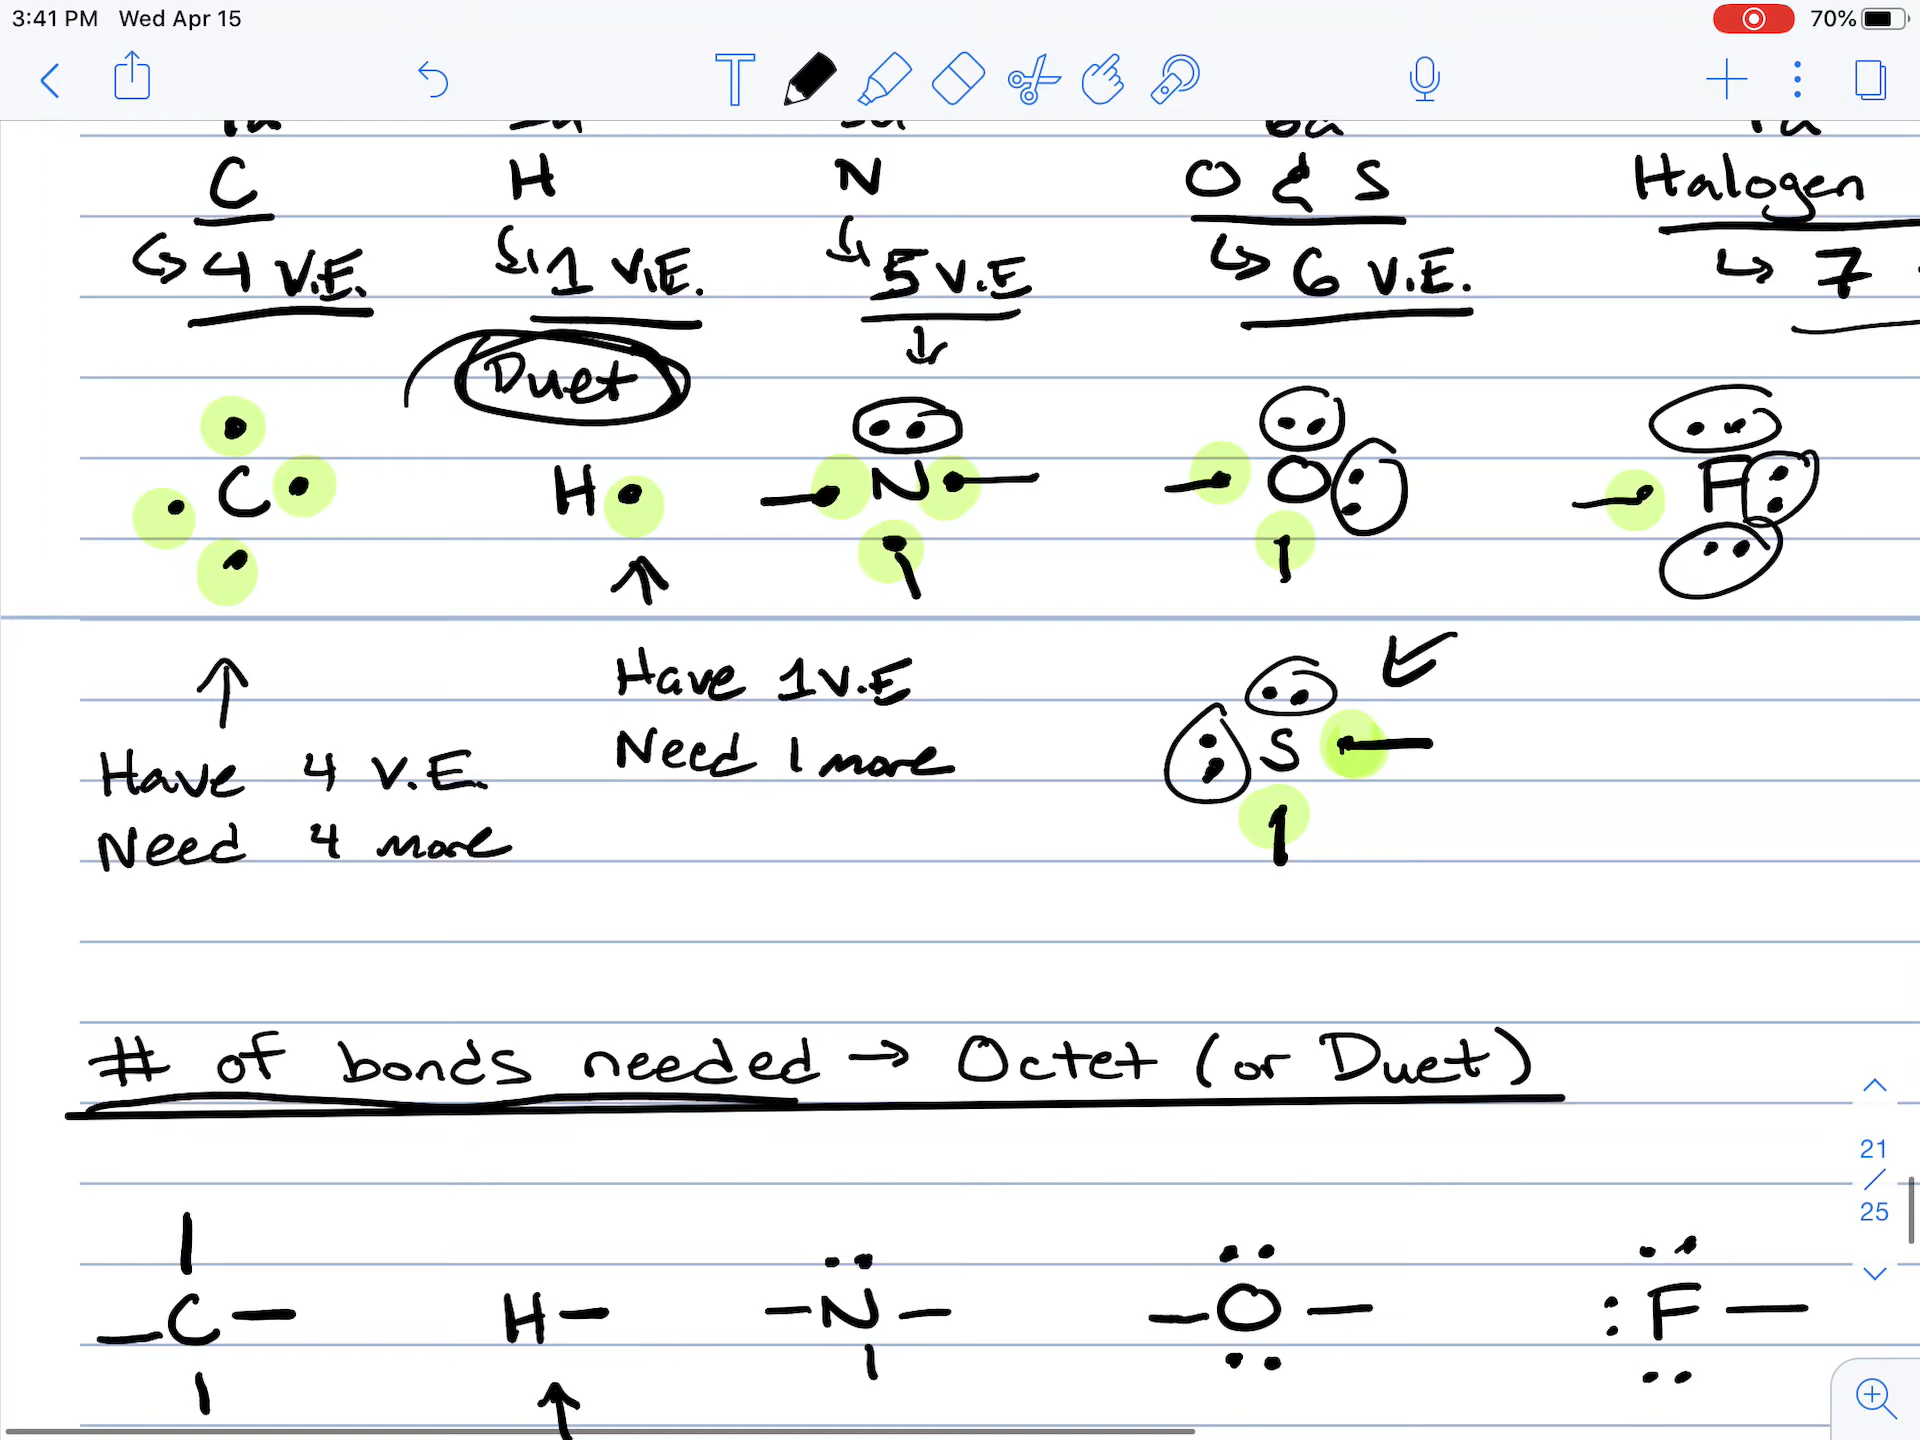 3:41 PM Wed Apr 15 70%
T
C H N O & S Halogen
↳ 4 V.E. ↳ 1 V.E. ↳ 5 V.E ↳ 6 V.E. ↳ 7
Duet
C H N O F
Have 1 V.E
Need 1 more
S
Have 4 V.E.
Need 4 more
# of bonds needed → Octet (or Duet)
21
/
25
C H N O F